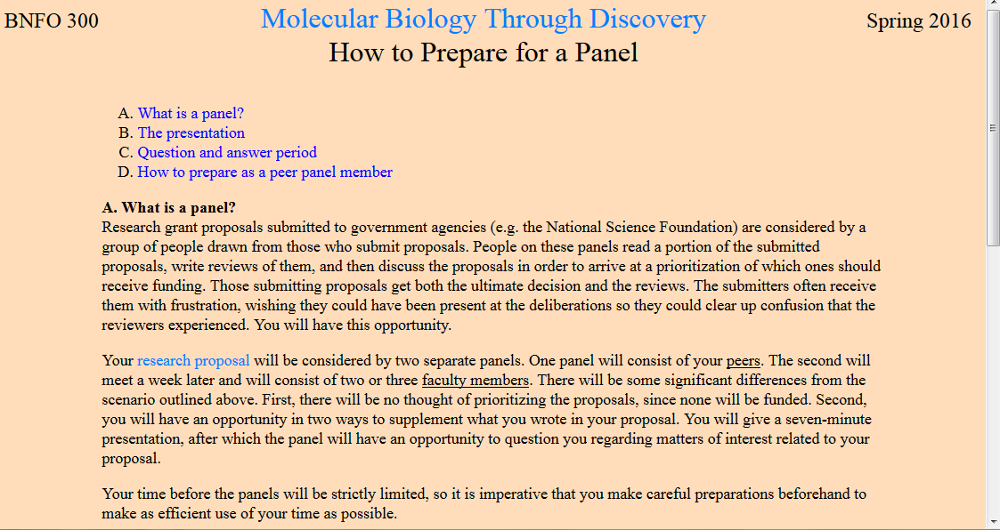 BNFO 300
Molecular Biology Through Discovery
Spring 2016
How to Prepare for a Panel
A. What is a panel?
B. The presentation
C. Question and answer period
D. How to prepare as a peer panel member
A. What is a panel?
Research grant proposals submitted to government agencies (e.g. the National Science Foundation) are considered by a
group of people drawn from those who submit proposals. People on these panels read a portion of the submitted
proposals, write reviews of them, and then discuss the proposals in order to arrive at a prioritization of which ones should
receive funding. Those submitting proposals get both the ultimate decision and the reviews. The submitters often receive
them with frustration, wishing they could have been present at the deliberations so they could clear up confusion that the
reviewers experienced. You will have this opportunity.
Your research proposal will be considered by two separate panels. One panel will consist of your peers. The second will
meet a week later and will consist of two or three faculty members. There will be some significant differences from the
scenario outlined above. First, there will be no thought of prioritizing the proposals, since none will be funded. Second,
you will have an opportunity in two ways to supplement what you wrote in your proposal. You will give a seven-minute
presentation, after which the panel will have an opportunity to question you regarding matters of interest related to your
proposal.
Your time before the panels will be strictly limited, so it is imperative that you make careful preparations beforehand to
make as efficient use of your time as possible.